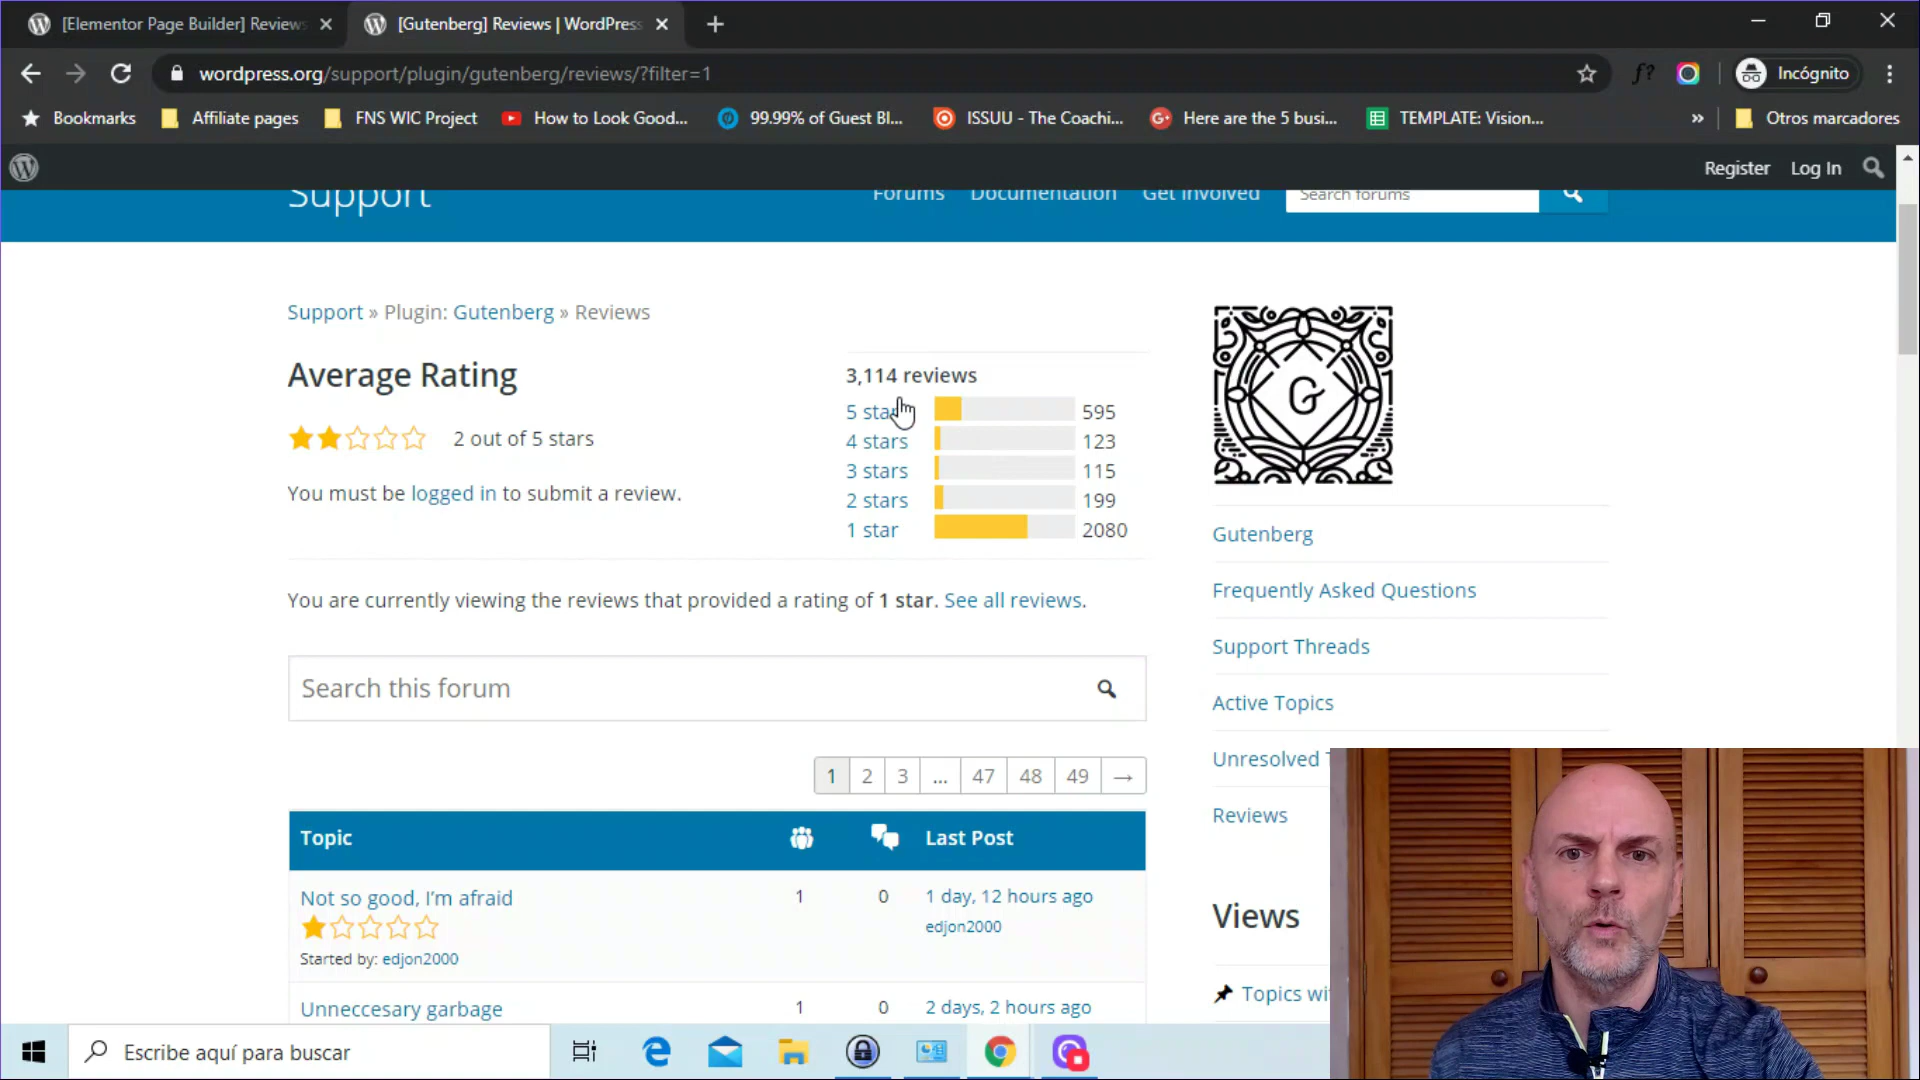 [Elementor Page Builder] Reviews
[Gutenberg] Reviews | WordPress
wordpress.org/support/plugin/gutenberg/reviews/?filter=1
Incógnito
Bookmarks
Affiliate pages
FNS WIC Project
How to Look Good...
99.99% of Guest Bl...
ISSUU - The Coachi...
Here are the 5 busi...
TEMPLATE: Vision...
»
Otros marcadores
Register
Log In
Support
Forums
Documentation
Get Involved
Search forums
Support » Plugin: Gutenberg » Reviews
Average Rating
2 out of 5 stars
You must be logged in to submit a review.
3,114 reviews
5 stars 595
4 stars 123
3 stars 115
2 stars 199
1 star 2080
G
You are currently viewing the reviews that provided a rating of 1 star. See all reviews.
Search this forum
1 2 3 ... 47 48 49 →
Topic Last Post
Not so good, I'm afraid 1 0 1 day, 12 hours ago
edjon2000
Started by: edjon2000
Unneccesary garbage 1 0 2 days, 2 hours ago
Gutenberg
Frequently Asked Questions
Support Threads
Active Topics
Unresolved
Reviews
Views
Topics
Escribe aquí para buscar